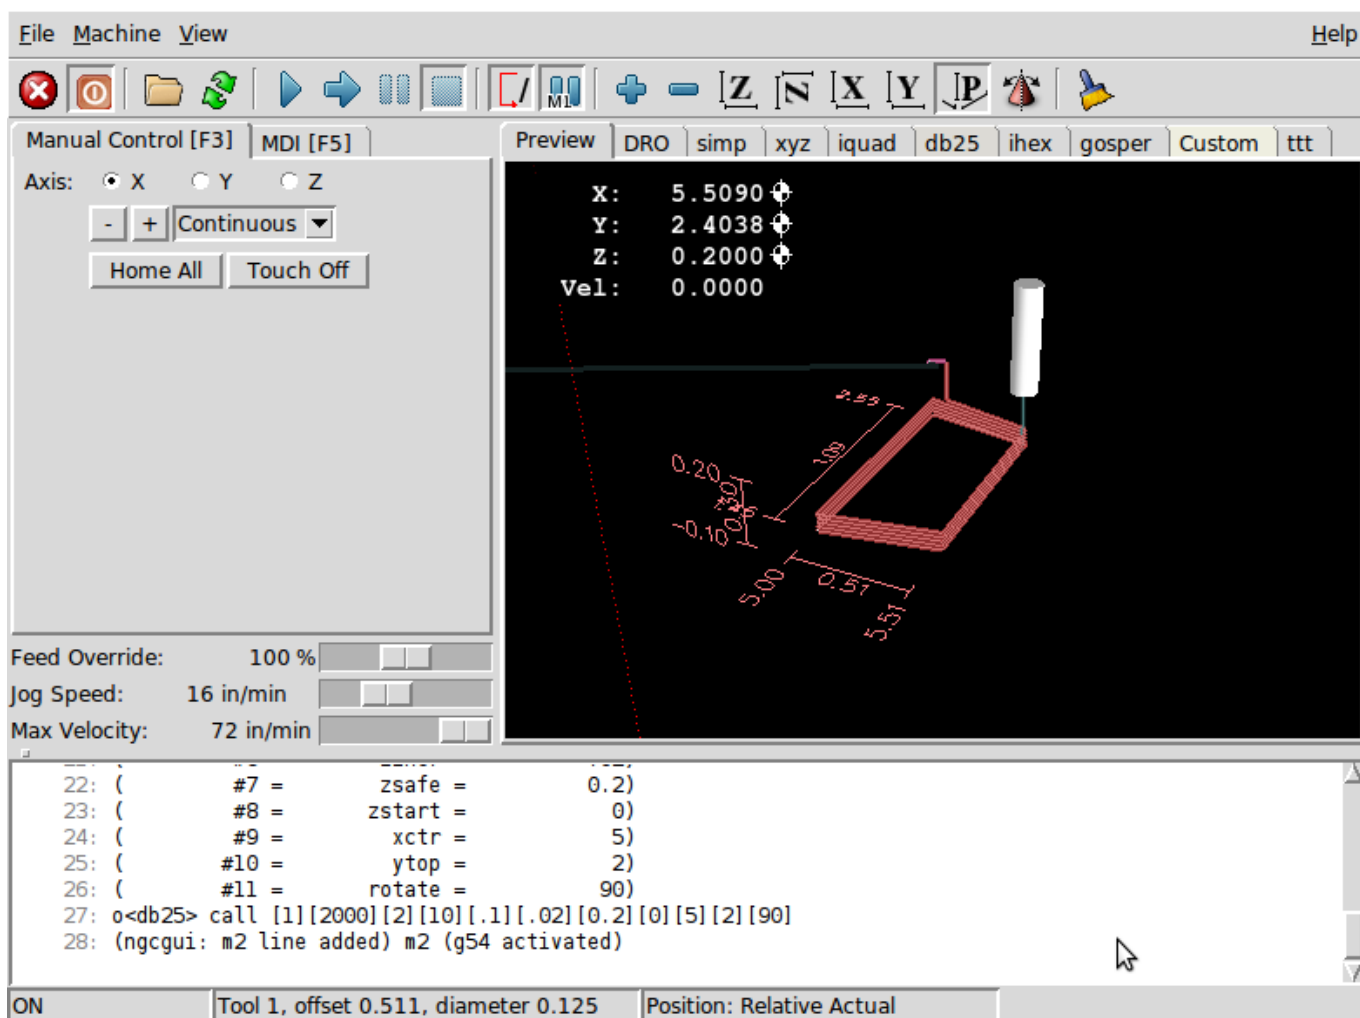 File Machine View Help
M1 Z N X Y P
Manual Control [F3] MDI [F5] Preview DRO simp xyz iquad db25 ihex gosper Custom ttt
Axis: X Y Z
- + Continuous
Home All Touch Off
X: 5.5090
Y: 2.4038
Z: 0.2000
Vel: 0.0000
2.53
0.20
-0.10
5.00
0.51
5.51
Feed Override: 100 %
Jog Speed: 16 in/min
Max Velocity: 72 in/min
22: ( #7 = zsafe = 0.2)
23: ( #8 = zstart = 0)
24: ( #9 = xctr = 5)
25: ( #10 = ytop = 2)
26: ( #11 = rotate = 90)
27: o<db25> call [1][2000][2][10][.1][.02][0.2][0][5][2][90]
28: (ngcgui: m2 line added) m2 (g54 activated)
ON Tool 1, offset 0.511, diameter 0.125 Position: Relative Actual